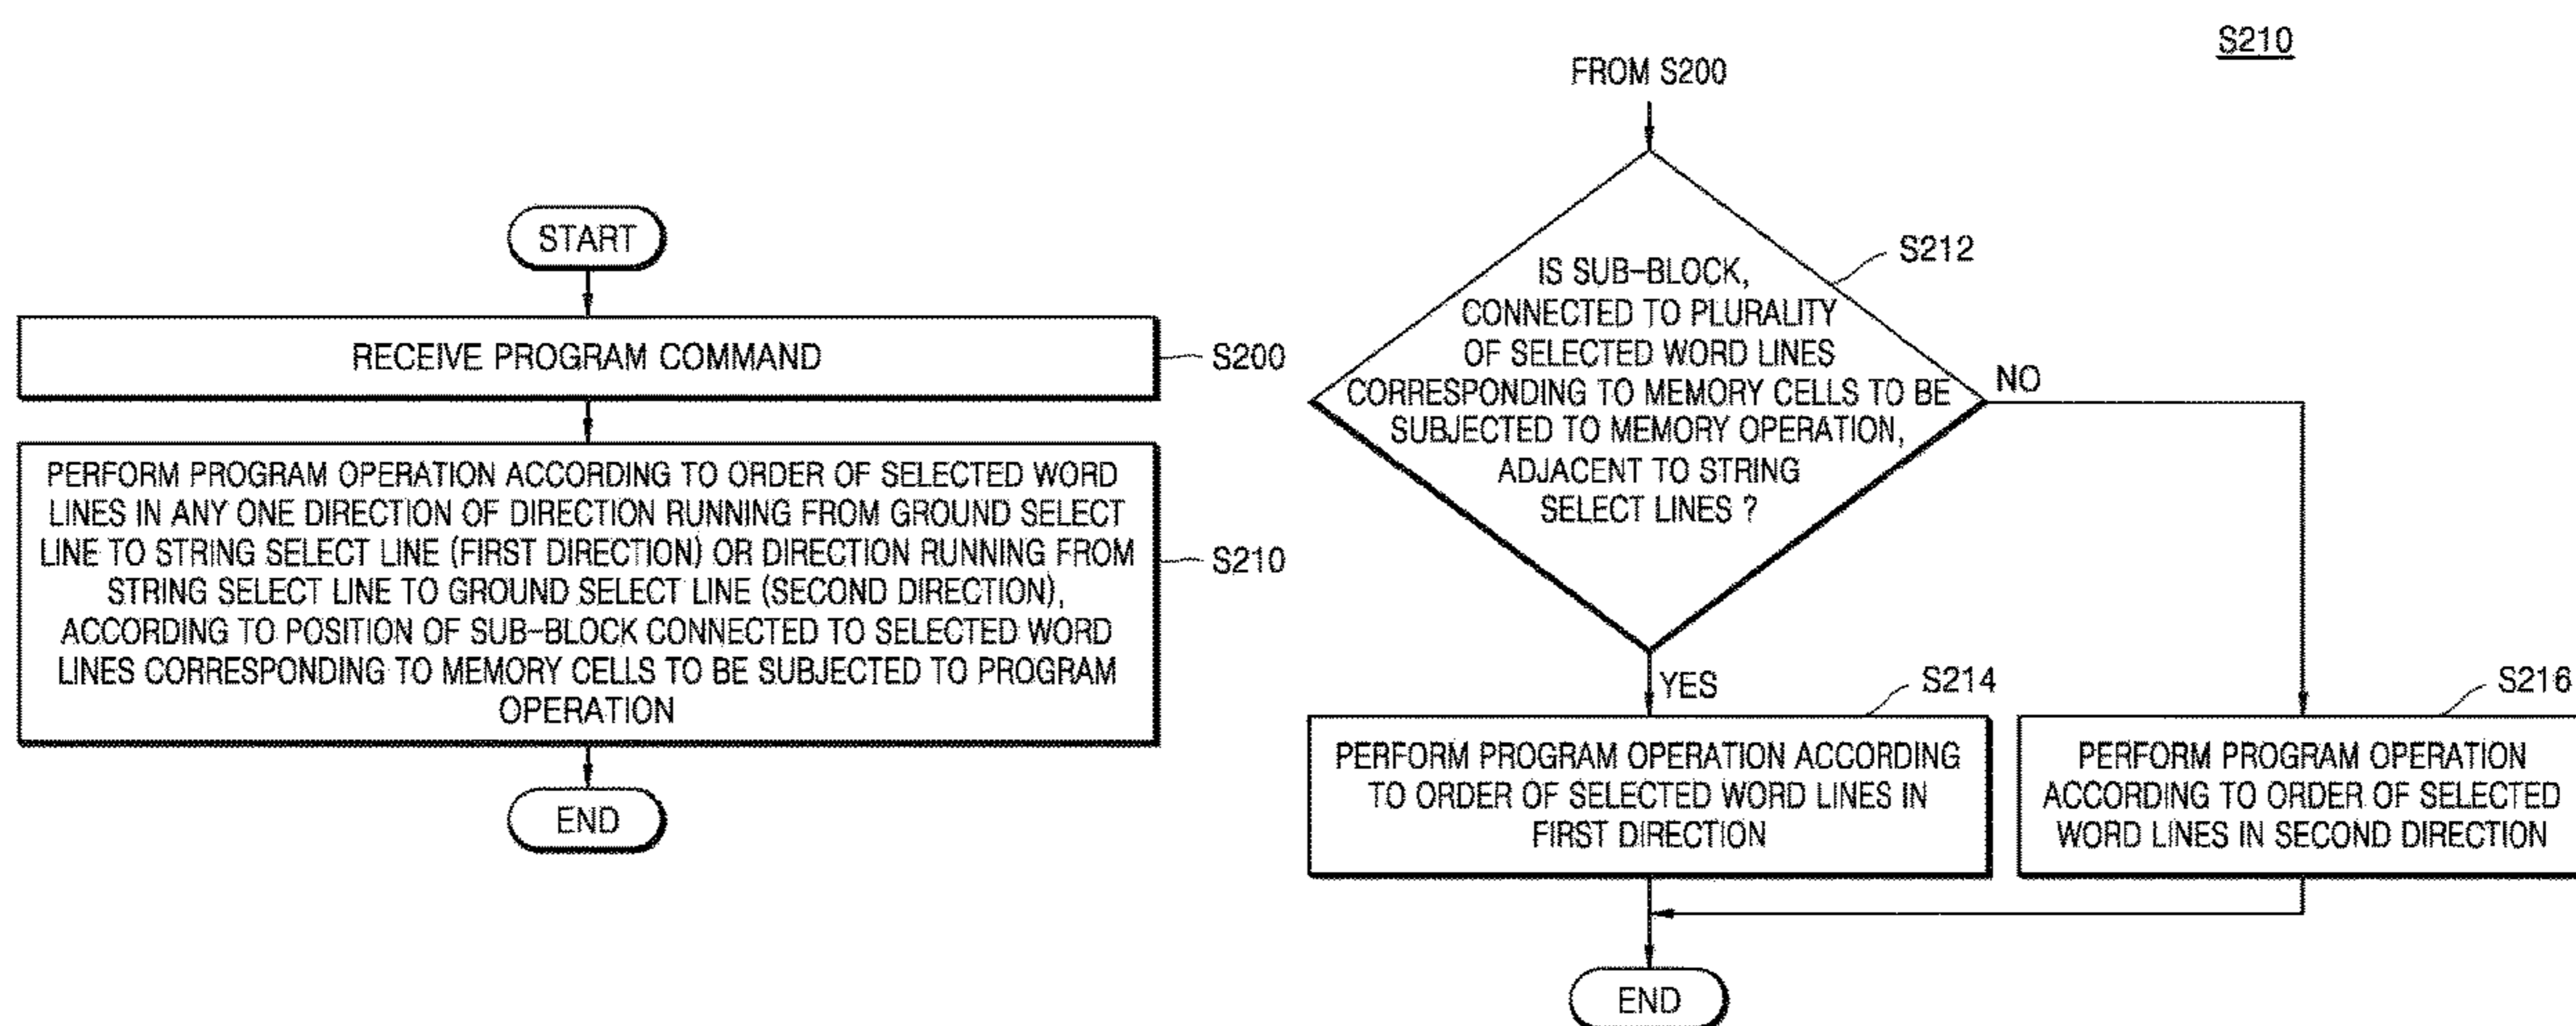 START
RECEIVE PROGRAM COMMAND
S200
PERFORM PROGRAM OPERATION ACCORDING TO ORDER OF SELECTED WORD
LINES IN ANY ONE DIRECTION OF DIRECTION RUNNING FROM GROUND SELECT
LINE TO STRING SELECT LINE (FIRST DIRECTION) OR DIRECTION RUNNING FROM
STRING SELECT LINE TO GROUND SELECT LINE (SECOND DIRECTION),
ACCORDING TO POSITION OF SUB-BLOCK CONNECTED TO SELECTED WORD
LINES CORRESPONDING TO MEMORY CELLS TO BE SUBJECTED TO PROGRAM
OPERATION
S210
END
S210
FROM S200
IS SUB-BLOCK,
CONNECTED TO PLURALITY
OF SELECTED WORD LINES
CORRESPONDING TO MEMORY CELLS TO BE
SUBJECTED TO MEMORY OPERATION,
ADJACENT TO STRING
SELECT LINES ?
S212
NO
YES
S214
PERFORM PROGRAM OPERATION ACCORDING
TO ORDER OF SELECTED WORD LINES IN
FIRST DIRECTION
S216
PERFORM PROGRAM OPERATION
ACCORDING TO ORDER OF SELECTED
WORD LINES IN SECOND DIRECTION
END